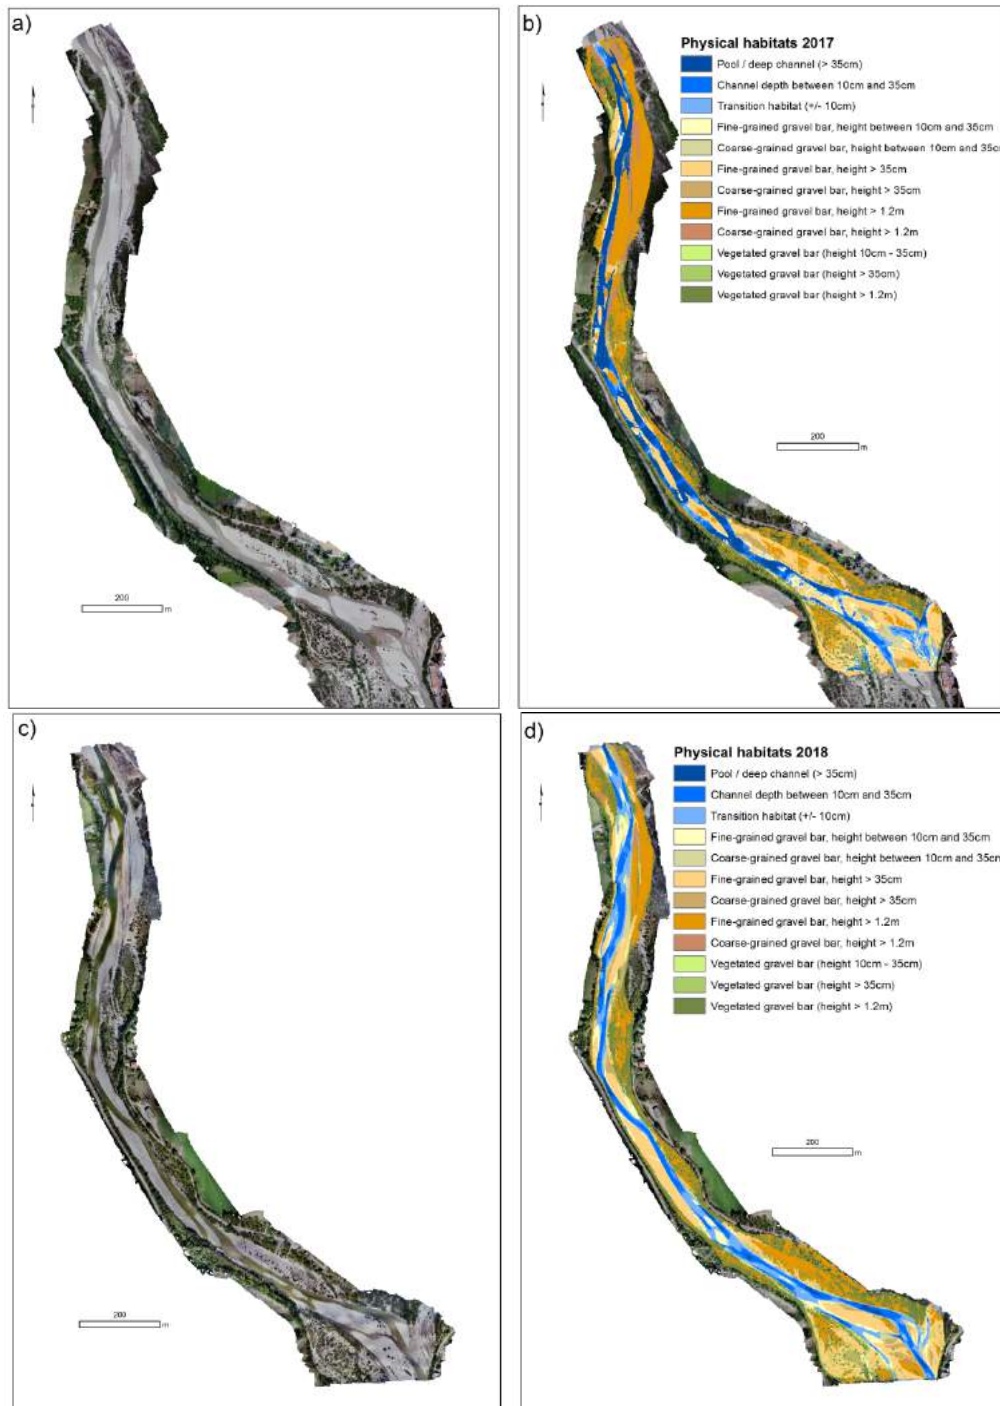 a)
200
m
b)
Physical habitats 2017
Pool / deep channel (> 35cm)
Channel depth between 10cm and 35cm
Transition habitat (+/- 10cm)
Fine-grained gravel bar, height between 10cm and 35cm
Coarse-grained gravel bar, height between 10cm and 35cm
Fine-grained gravel bar, height > 35cm
Coarse-grained gravel bar, height > 35cm
Fine-grained gravel bar, height > 1.2m
Coarse-grained gravel bar, height > 1.2m
Vegetated gravel bar (height 10cm - 35cm)
Vegetated gravel bar (height > 35cm)
Vegetated gravel bar (height > 1.2m)
200
m
c)
200
m
d)
Physical habitats 2018
Pool / deep channel (> 35cm)
Channel depth between 10cm and 35cm
Transition habitat (+/- 10cm)
Fine-grained gravel bar, height between 10cm and 35cm
Coarse-grained gravel bar, height between 10cm and 35cm
Fine-grained gravel bar, height > 35cm
Coarse-grained gravel bar, height > 35cm
Fine-grained gravel bar, height > 1.2m
Coarse-grained gravel bar, height > 1.2m
Vegetated gravel bar (height 10cm - 35cm)
Vegetated gravel bar (height > 35cm)
Vegetated gravel bar (height > 1.2m)
200
m